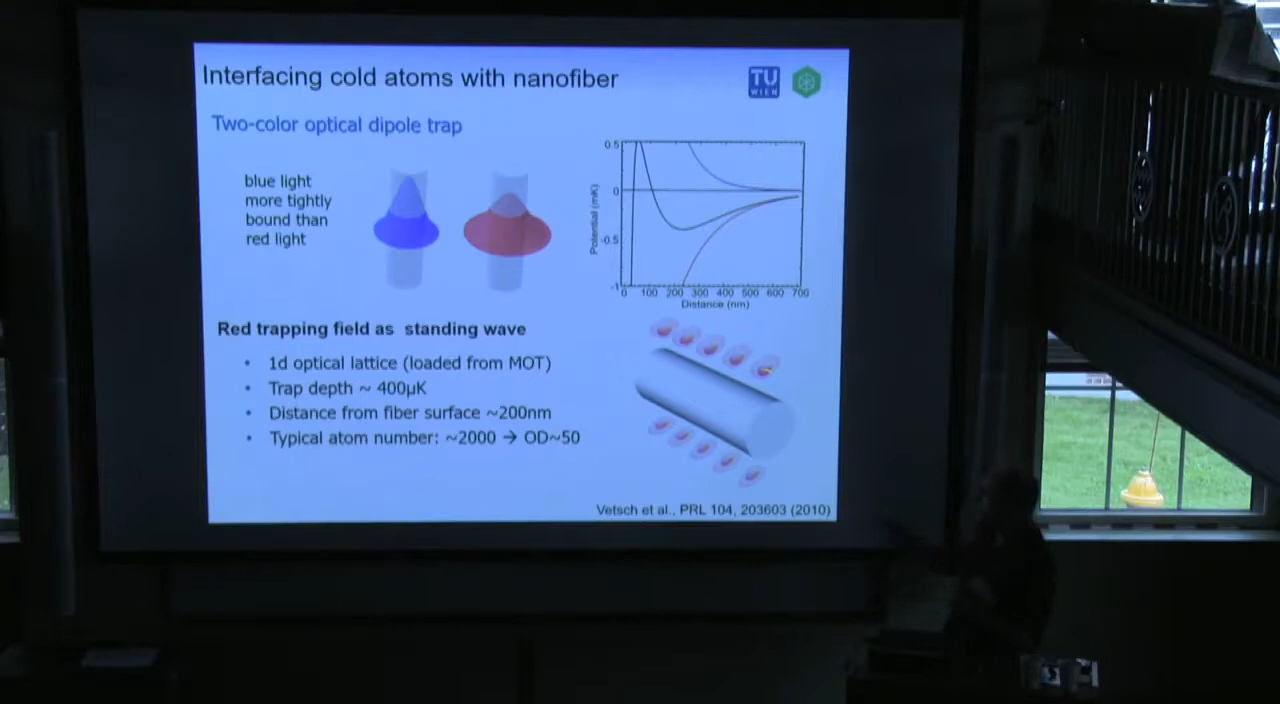 Interfacing cold atoms with nanofiber
TU
WIEN
Two-color optical dipole trap
blue light
more tightly
bound than
red light
0.5
0
-0.5
-1
Potential (mK)
0 100 200 300 400 500 600 700
Distance (nm)
Red trapping field as standing wave
• 1d optical lattice (loaded from MOT)
• Trap depth ~ 400µK
• Distance from fiber surface ~200nm
• Typical atom number: ~2000 → OD~50
Vetsch et al., PRL 104, 203603 (2010)